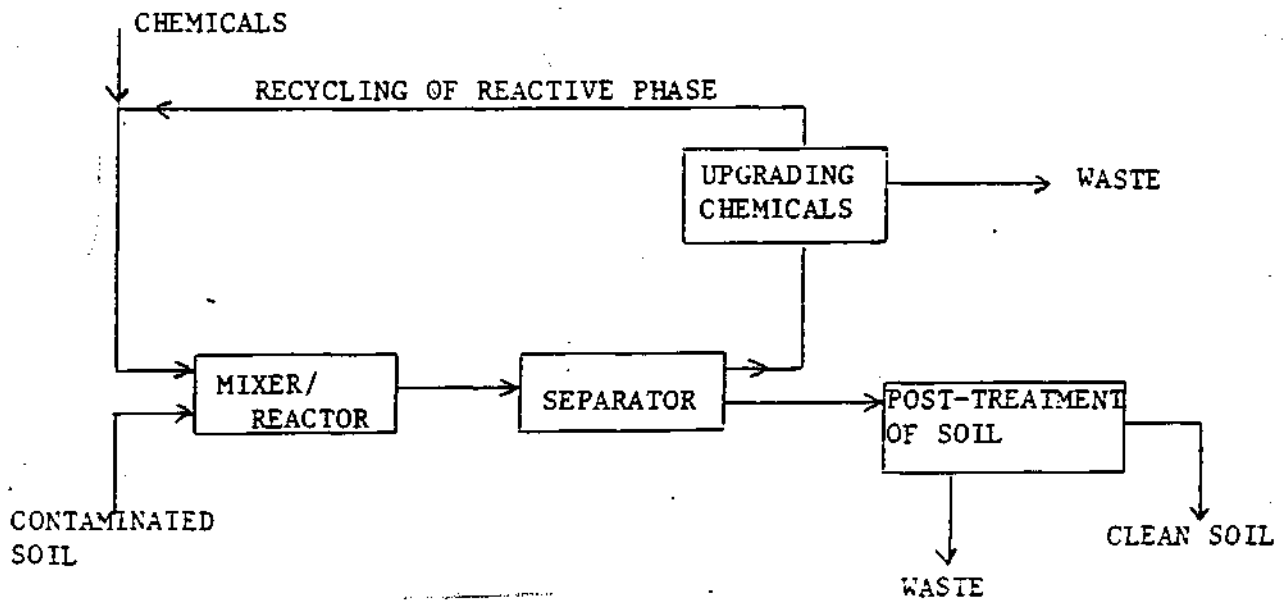 CHEMICALS
RECYCLING OF REACTIVE PHASE
UPGRADING
CHEMICALS
WASTE
MIXER/
REACTOR
SEPARATOR
POST-TREATMENT
OF SOIL
CONTAMINATED
SOIL
CLEAN SOIL
WASTE